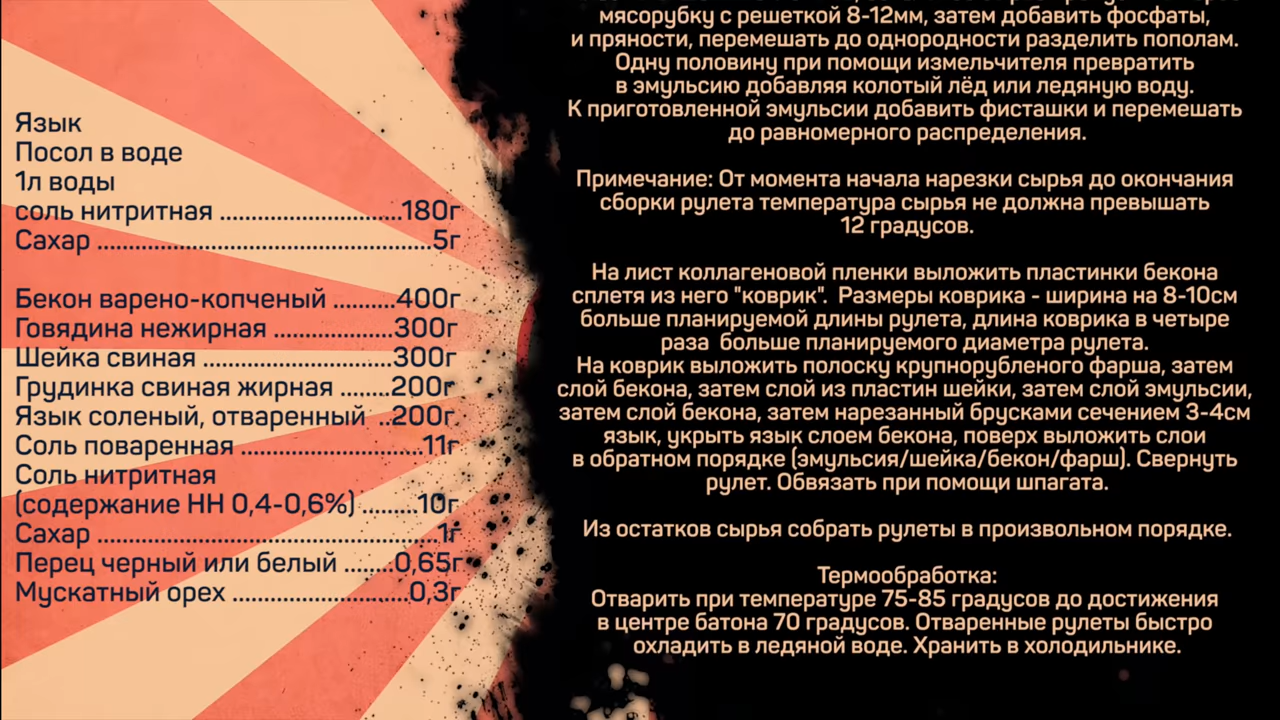 Язык
Посол в воде
1л воды
соль нитритная ........................180г
Сахар ............................................5г
Бекон варено-копченый .........400г
Говядина нежирная ................300г
Шейка свиная .........................300г
Грудинка свиная жирная ........200г
Язык соленый, отваренный ..200г
Соль поваренная .....................11г
Соль нитритная
(содержание НН 0,4-0,6%) ........10г
Сахар ............................................1г
Перец черный или белый .......0,65г
Мускатный орех .......................0,3г
мясорубку с решеткой 8-12мм, затем добавить фосфаты,
и пряности, перемешать до однородности разделить пополам.
Одну половину при помощи измельчителя превратить
в эмульсию добавляя колотый лёд или ледяную воду.
К приготовленной эмульсии добавить фисташки и перемешать
до равномерного распределения.
Примечание: От момента начала нарезки сырья до окончания
сборки рулета температура сырья не должна превышать
12 градусов.
На лист коллагеновой пленки выложить пластинки бекона
сплетя из него "коврик". Размеры коврика - ширина на 8-10см
больше планируемой длины рулета, длина коврика в четыре
раза больше планируемого диаметра рулета.
На коврик выложить полоску крупнорубленого фарша, затем
слой бекона, затем слой из пластин шейки, затем слой эмульсии,
затем слой бекона, затем нарезанный брусками сечением 3-4см
язык, укрыть язык слоем бекона, поверх выложить слои
в обратном порядке (эмульсия/шейка/бекон/фарш). Свернуть
рулет. Обвязать при помощи шпагата.
Из остатков сырья собрать рулеты в произвольном порядке.
Термообработка:
Отварить при температуре 75-85 градусов до достижения
в центре батона 70 градусов. Отваренные рулеты быстро
охладить в ледяной воде. Хранить в холодильнике.